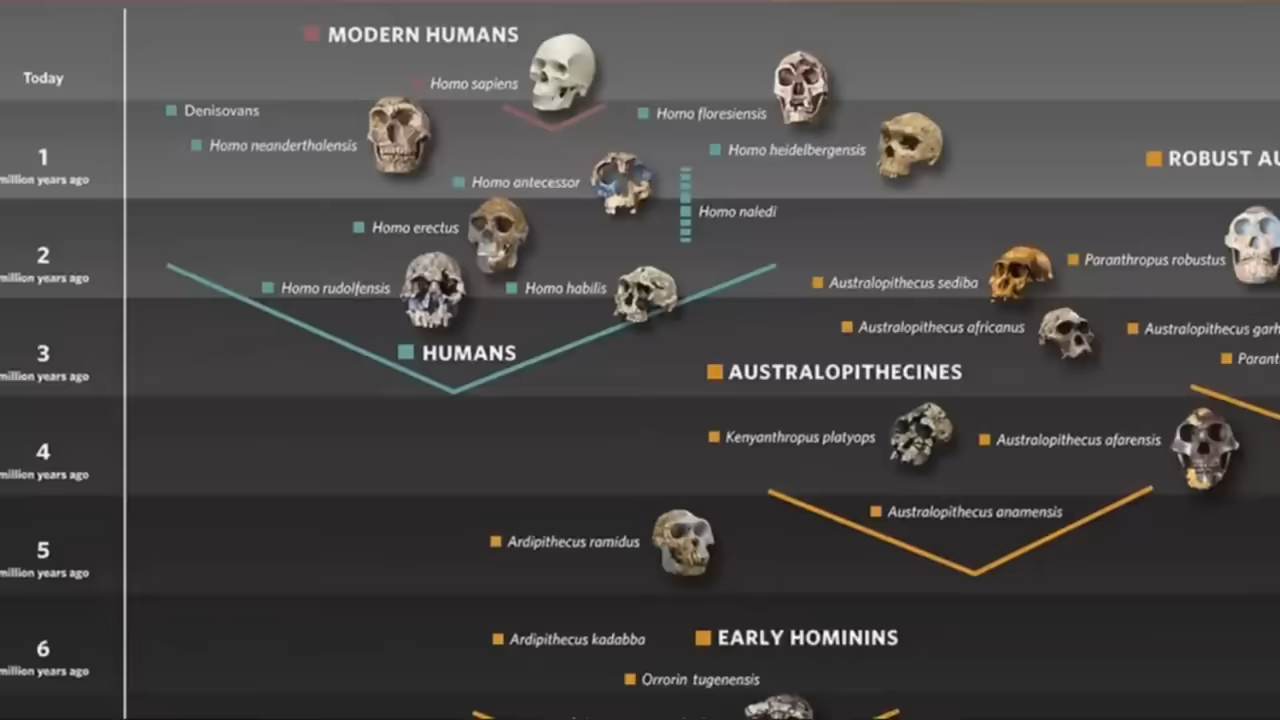 MODERN HUMANS
Today
Homo sapiens
Denisovans
Homo floresiensis
Homo neanderthalensis
Homo heidelbergensis
1
million years ago
ROBUST AU
Homo antecessor
Homo naledi
Homo erectus
2
million years ago
Paranthropus robustus
Australopithecus sediba
Homo rudolfensis
Homo habilis
Australopithecus africanus
Australopithecus garh
3
million years ago
HUMANS
Parant
AUSTRALOPITHECINES
Kenyanthropus platyops
Australopithecus afarensis
4
million years ago
Australopithecus anamensis
Ardipithecus ramidus
5
million years ago
Ardipithecus kadabba
EARLY HOMININS
6
million years ago
Orrorin tugenensis